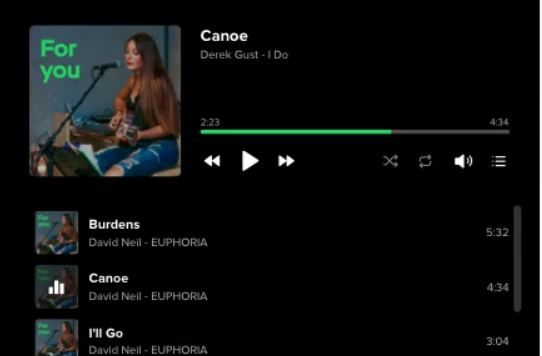 For
you
Canoe
Derek Gust - I Do
2:23
4:34
Burdens
David Neil - EUPHORIA
5:32
Canoe
David Neil - EUPHORIA
4:34
I'll Go
David Neil - EUPHORIA
3:04